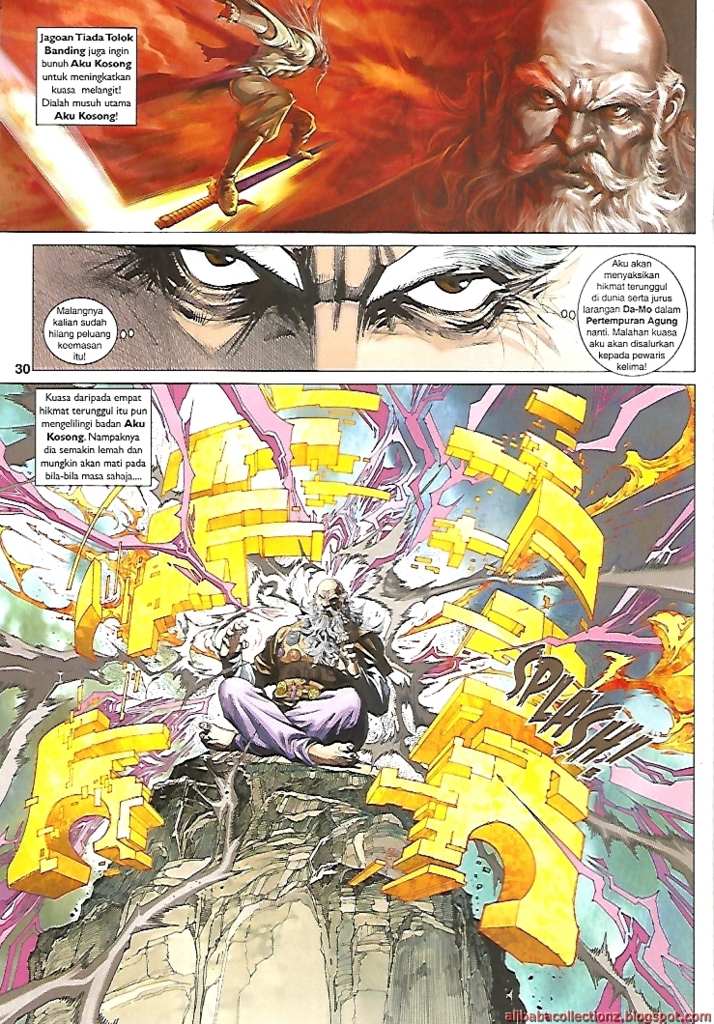 Jagoan Tiada Tolok
Banding juga ingin
bunuh Aku Kosong
untuk meningkatkan
kuasa melangit!
Dialah musuh utama
Aku Kosong!
Malangnya
kalian sudah
hilang peluang
keemasan
itu!
Aku akan
menyaksikan
hikmat terunggul
di dunia serta jurus
larangan Da-Mo dalam
Pertempuran Agung
nanti. Malahan kuasa
aku akan disalurkan
kepada pewaris
kelima!
30
Kuasa daripada empat
hikmat terunggul itu pun
mengelilingi badan Aku
Kosong. Nampaknya
dia semakin lemah dan
mungkin akan mati pada
bila-bila masa sahaja....
SPLASH!
alibabacollectionz.blogspot.com